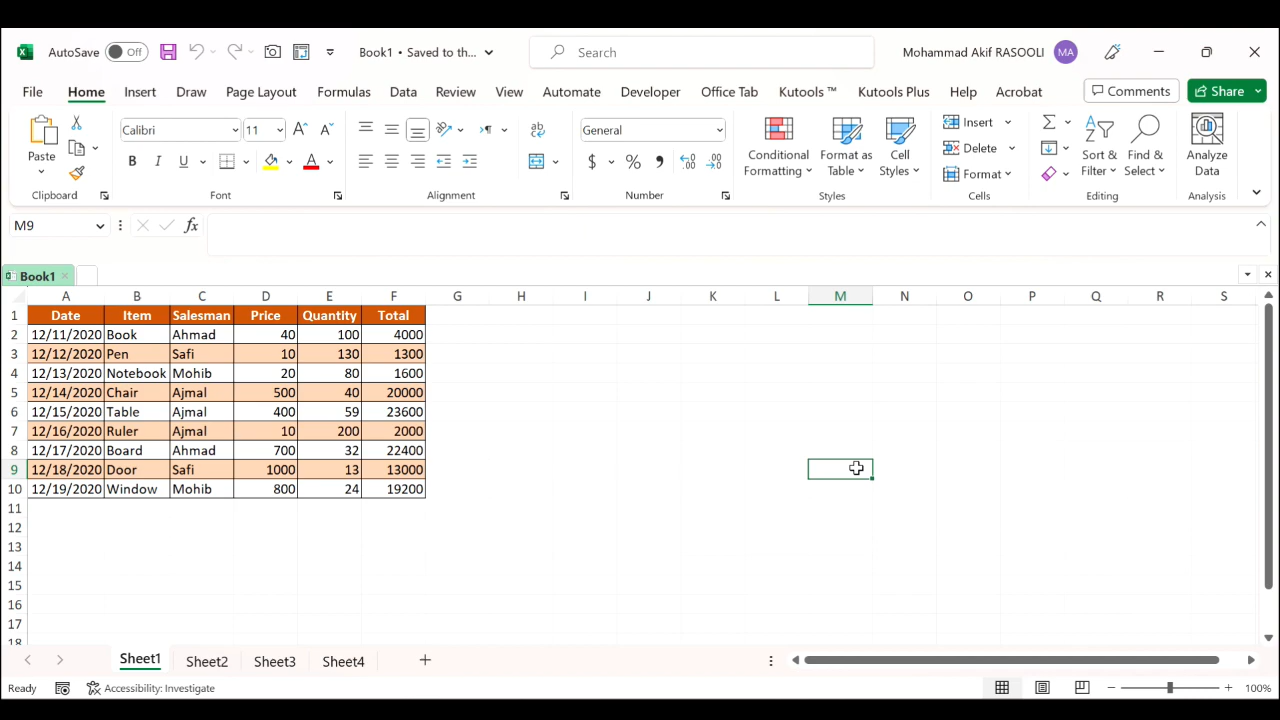 AutoSave Off Book1 • Saved to th... Search Mohammad Akif RASOOLI MA
File Home Insert Draw Page Layout Formulas Data Review View Automate Developer Office Tab Kutools ™ Kutools Plus Help Acrobat Comments Share
Paste Calibri 11 General Conditional Formatting Format as Table Cell Styles Insert Delete Format Sort & Filter Find & Select Analyze Data
Clipboard Font Alignment Number Styles Cells Editing Analysis
M9 fx
Book1
A B C D E F G H I J K L M N O P Q R S
1 Date Item Salesman Price Quantity Total
2 12/11/2020 Book Ahmad 40 100 4000
3 12/12/2020 Pen Safi 10 130 1300
4 12/13/2020 Notebook Mohib 20 80 1600
5 12/14/2020 Chair Ajmal 500 40 20000
6 12/15/2020 Table Ajmal 400 59 23600
7 12/16/2020 Ruler Ajmal 10 200 2000
8 12/17/2020 Board Ahmad 700 32 22400
9 12/18/2020 Door Safi 1000 13 13000
10 12/19/2020 Window Mohib 800 24 19200
11
12
13
14
15
16
17
18
Sheet1 Sheet2 Sheet3 Sheet4
Ready Accessibility: Investigate 100%